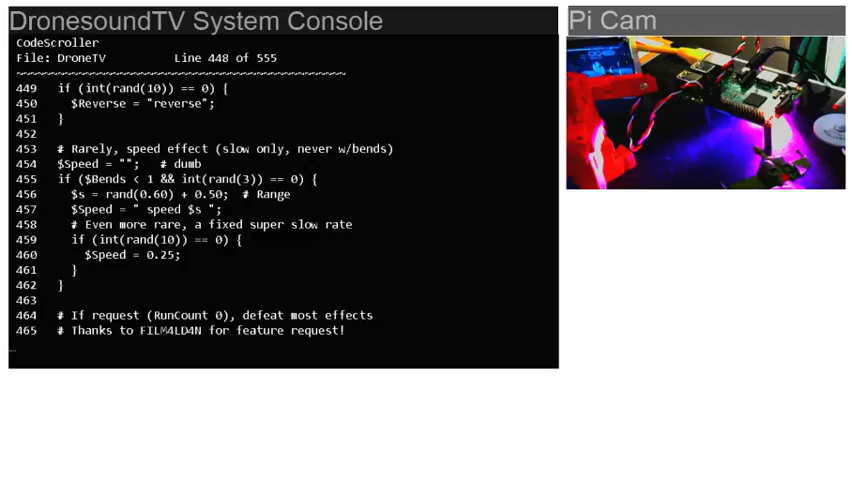 DronesoundTV System Console
Pi Cam
CodeScroller
File: DroneTV Line 448 of 555
~~~~~~~~~~~~~~~~~~~~~~~~~~~~~~~~~~~~~~~~~~~~~~~~
449 if (int(rand(10)) == 0) {
450 $Reverse = "reverse";
451 }
452
453 # Rarely, speed effect (slow only, never w/bends)
454 $Speed = ""; # dumb
455 if ($Bends < 1 && int(rand(3)) == 0) {
456 $s = rand(0.60) + 0.50; # Range
457 $Speed = " speed $s ";
458 # Even more rare, a fixed super slow rate
459 if (int(rand(10)) == 0) {
460 $Speed = 0.25;
461 }
462 }
463
464 # If request (RunCount 0), defeat most effects
465 # Thanks to FILM4LD4N for feature request!